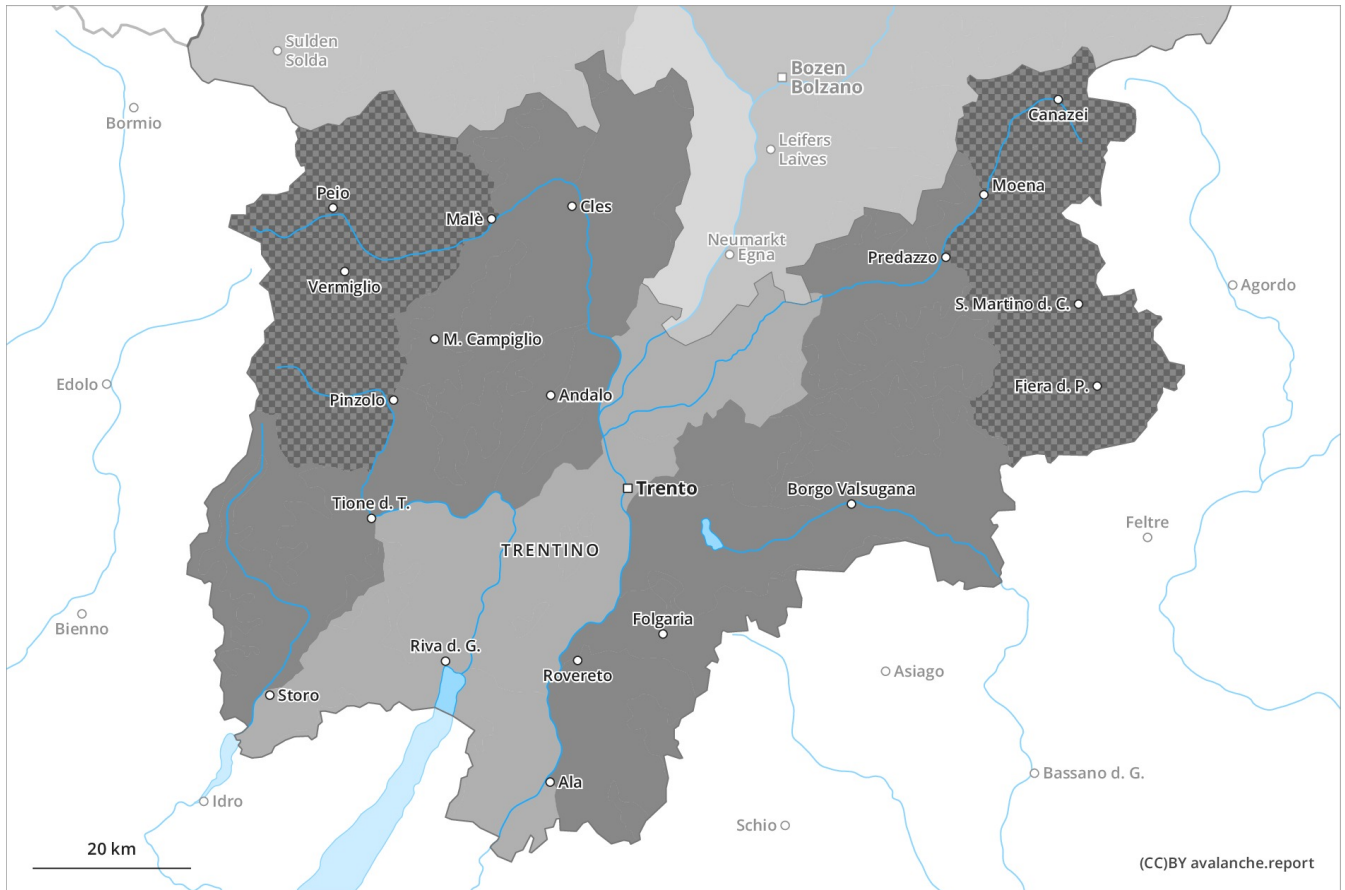 Sulden
Solda
Bozen
Bolzano
Bormio
Canazei
Leifers
Laives
Peio
Moena
Malè
Cles
Neumarkt
Egna
Predazzo
Vermiglio
Agordo
S. Martino d. C.
M. Campiglio
Edolo
Pinzolo
Andalo
Fiera d. P.
Trento
Borgo Valsugana
Tione d. T.
Feltre
TRENTINO
Bienno
Folgaria
Riva d. G.
Rovereto
Asiago
Storo
Bassano d. G.
Ala
Idro
Schio
20 km
(CC)BY avalanche.report